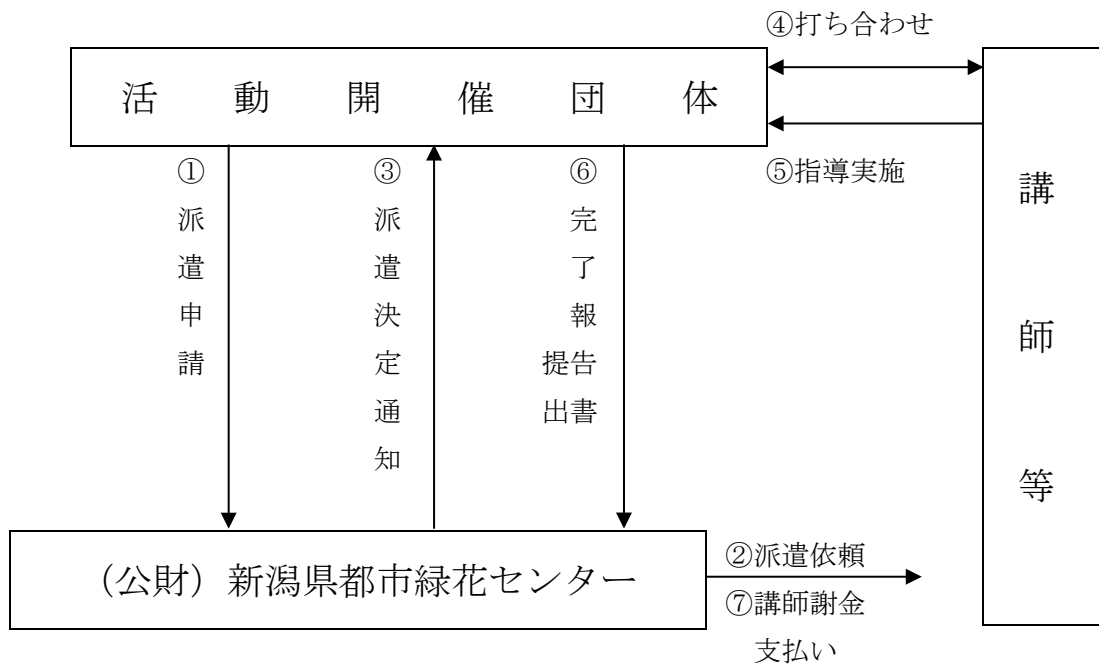 ④打ち合わせ
活動開催団体
⑤指導実施
講師等
①派遣申請
③派遣決定通知
⑥完了報告書
提出
(公財)新潟県都市緑花センター
②派遣依頼
⑦講師謝金
支払い